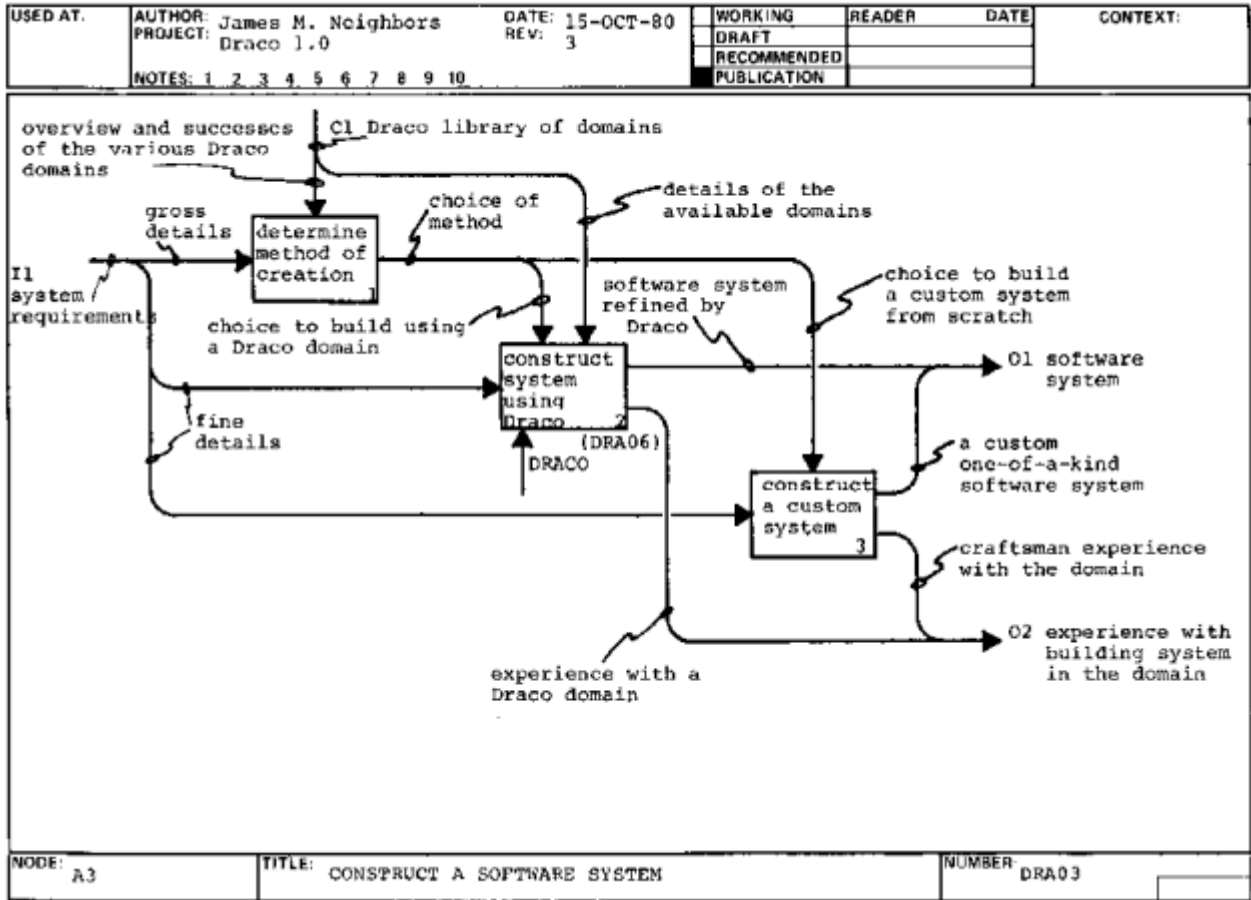 USED AT.
AUTHOR: James M. Neighbors
PROJECT: Draco 1.0
DATE: 15-OCT-80
REV: 3
NOTES: 1 2 3 4 5 6 7 8 9 10
WORKING
DRAFT
RECOMMENDED
PUBLICATION
READER DATE
CONTEXT:
overview and successes
of the various Draco
domains
C1 Draco library of domains
gross
details
determine
method of
creation
1
choice of
method
details of the
available domains
I1
system
requirements
choice to build using
a Draco domain
software system
refined by
Draco
choice to build
a custom system
from scratch
construct
system
using
Draco
2
(DRA06)
DRACO
O1 software
system
fine
details
a custom
one-of-a-kind
software system
construct
a custom
system
3
craftsman experience
with the domain
experience with a
Draco domain
O2 experience with
building system
in the domain
NODE: A3
TITLE: CONSTRUCT A SOFTWARE SYSTEM
NUMBER: DRA03